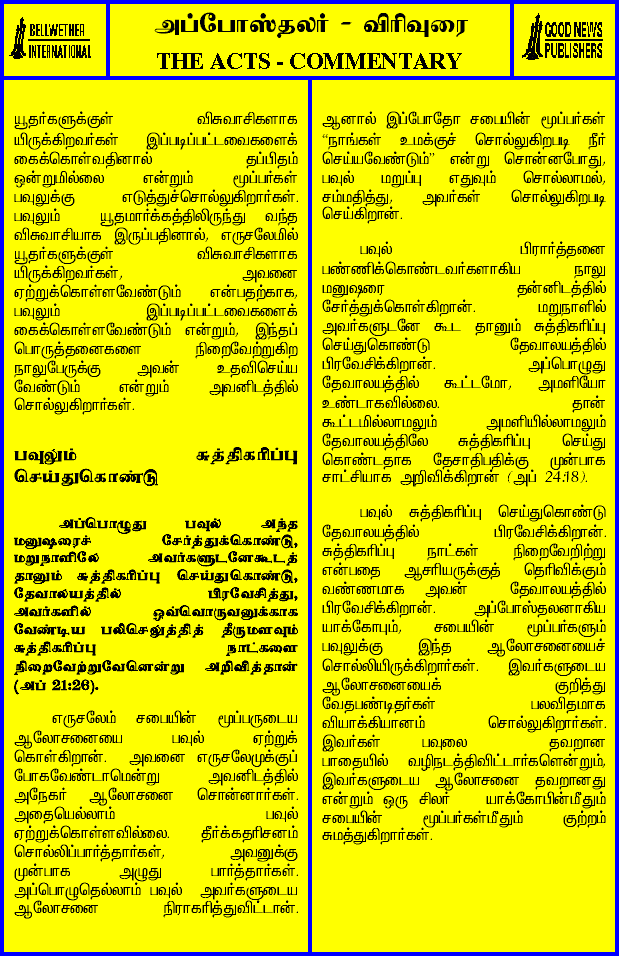 BELLWETHER
INTERNATIONAL
அப்போஸ்தலர் - விரிவுரை
THE ACTS - COMMENTARY
GOOD NEWS
PUBLISHERS
யூதர்களுக்குள் விசுவாசிகளாக
யிருக்கிறவர்கள் இப்படிப்பட்டவைகளைக்
கைக்கொள்வதினால் தப்பிதம்
ஒன்றுமில்லை என்றும் மூப்பர்கள்
பவுலுக்கு எடுத்துச்சொல்லுகிறார்கள்.
பவுலும் யூதமார்க்கத்திலிருந்து வந்த
விசுவாசியாக இருப்பதினால், எருசலேமில்
யூதர்களுக்குள் விசுவாசிகளாக
யிருக்கிறவர்கள், அவனை
ஏற்றுக்கொள்ளவேண்டும் என்பதற்காக,
பவுலும் இப்படிப்பட்டவைகளைக்
கைக்கொள்ளவேண்டும் என்றும், இந்தப்
பொருத்தனைகளை நிறைவேற்றுகிற
நாலுபேருக்கு அவன் உதவிசெய்ய
வேண்டும் என்றும் அவனிடத்தில்
சொல்லுகிறார்கள்.
பவுலும் சுத்திகரிப்பு
செய்துகொண்டு
அப்பொழுது பவுல் அந்த
மனுஷரைச் சேர்த்துக்கொண்டு,
மறுநாளிலே அவர்களுடனேகூடத்
தானும் சுத்திகரிப்பு செய்துகொண்டு,
தேவாலயத்தில் பிரவேசித்து,
அவர்களில் ஒவ்வொருவனுக்காக
வேண்டிய பலிசெலுத்தித் தீருமளவும்
சுத்திகரிப்பு நாட்களை
நிறைவேற்றுவேனென்று அறிவித்தான்
(அப் 21:26).
எருசலேம் சபையின் மூப்பருடைய
ஆலோசனையை பவுல் ஏற்றுக்
கொள்கிறான். அவனை எருசலேமுக்குப்
போகவேண்டாமென்று அவனிடத்தில்
அநேகர் ஆலோசனை சொன்னார்கள்.
அதையெல்லாம் பவுல்
ஏற்றுக்கொள்ளவில்லை. தீர்க்கதரிசனம்
சொல்லிப்பார்த்தார்கள், அவனுக்கு
முன்பாக அழுது பார்த்தார்கள்.
அப்பொழுதெல்லாம் பவுல் அவர்களுடைய
ஆலோசனை நிராகரித்துவிட்டான்.
ஆனால் இப்போதோ சபையின் மூப்பர்கள்
“நாங்கள் உமக்குச் சொல்லுகிறபடி நீர்
செய்யவேண்டும்” என்று சொன்னபோது,
பவுல் மறுப்பு எதுவும் சொல்லாமல்,
சம்மதித்து, அவர்கள் சொல்லுகிறபடி
செய்கிறான்.
பவுல் பிரார்த்தனை
பண்ணிக்கொண்டவர்களாகிய நாலு
மனுஷரை தன்னிடத்தில்
சேர்த்துக்கொள்கிறான். மறுநாளில்
அவர்களுடனே கூட தானும் சுத்திகரிப்பு
செய்துகொண்டு தேவாலயத்தில்
பிரவேசிக்கிறான். அப்பொழுது
தேவாலயத்தில் கூட்டமோ, அமளியோ
உண்டாகவில்லை. தான்
கூட்டமில்லாமலும் அமளியில்லாமலும்
தேவாலயத்திலே சுத்திகரிப்பு செய்து
கொண்டதாக தேசாதிபதிக்கு முன்பாக
சாட்சியாக அறிவிக்கிறான் (அப் 24:18).
பவுல் சுத்திகரிப்பு செய்துகொண்டு
தேவாலயத்தில் பிரவேசிக்கிறான்.
சுத்திகரிப்பு நாட்கள் நிறைவேறிற்று
என்பதை ஆசரியருக்குத் தெரிவிக்கும்
வண்ணமாக அவன் தேவாலயத்தில்
பிரவேசிக்கிறான். அப்போஸ்தலனாகிய
யாக்கோபும், சபையின் மூப்பர்களும்
பவுலுக்கு இந்த ஆலோசனையைச்
சொல்லியிருக்கிறார்கள். இவர்களுடைய
ஆலோசனையைக் குறித்து
வேதபண்டிதர்கள் பலவிதமாக
வியாக்கியானம் சொல்லுகிறார்கள்.
இவர்கள் பவுலை தவறான
பாதையில் வழிநடத்திவிட்டார்களென்றும்,
இவர்களுடைய ஆலோசனை தவறானது
என்றும் ஒரு சிலர் யாக்கோபின்மீதும்
சபையின் மூப்பர்கள்மீதும் குற்றம்
சுமத்துகிறார்கள்.